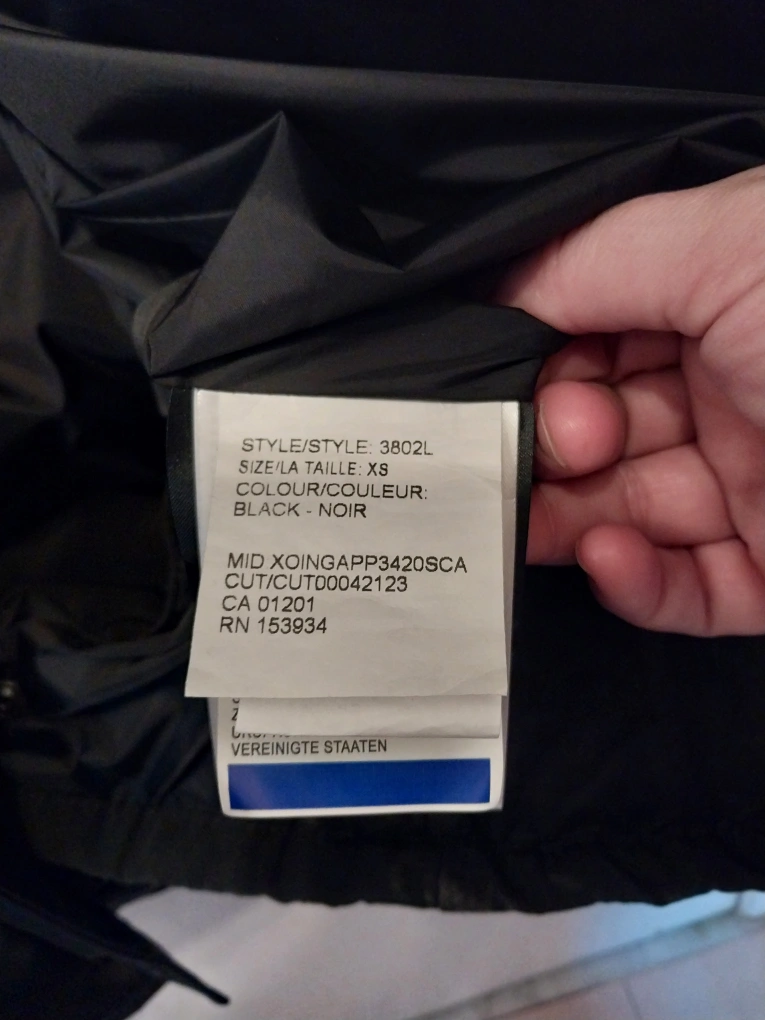 STYLE/STYLE: 3802L
SIZE/LA TAILLE: XS
COLOUR/COULEUR:
BLACK - NOIR
MID XOINGAPP3420SCA
CUT/CUT00042123
CA 01201
RN 153934
VEREINIGTE STAATEN